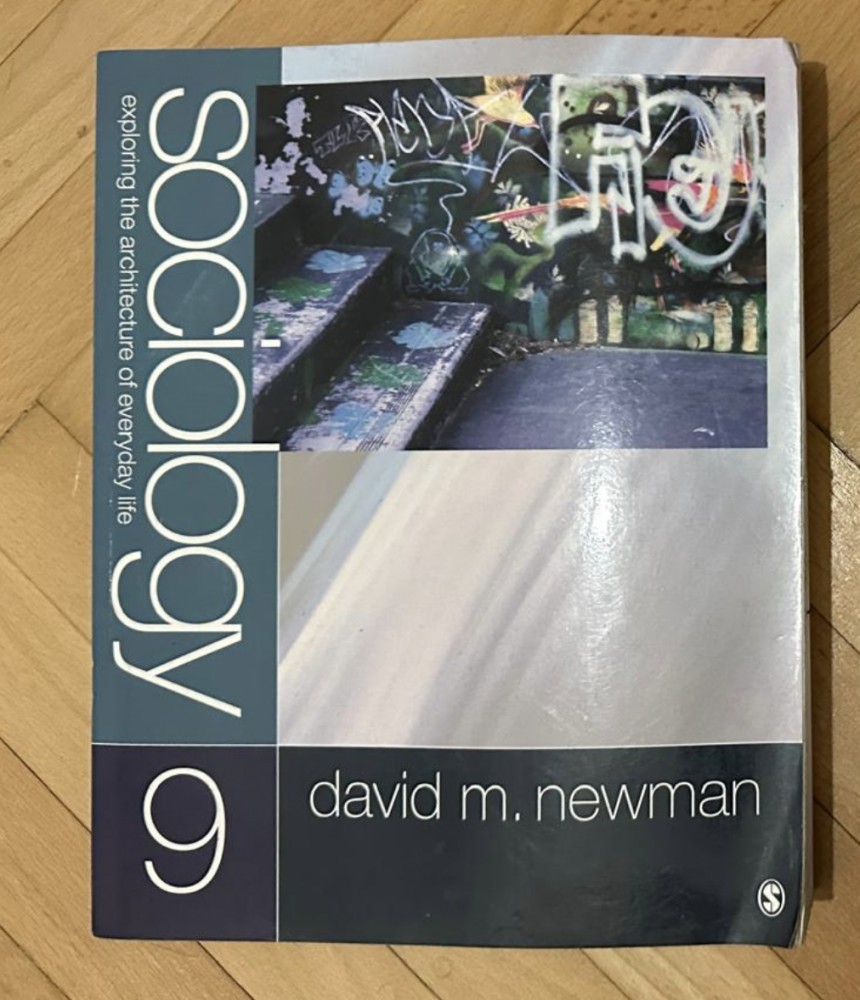 sociology
exploring the architecture of everyday life
9
david m. newman
S